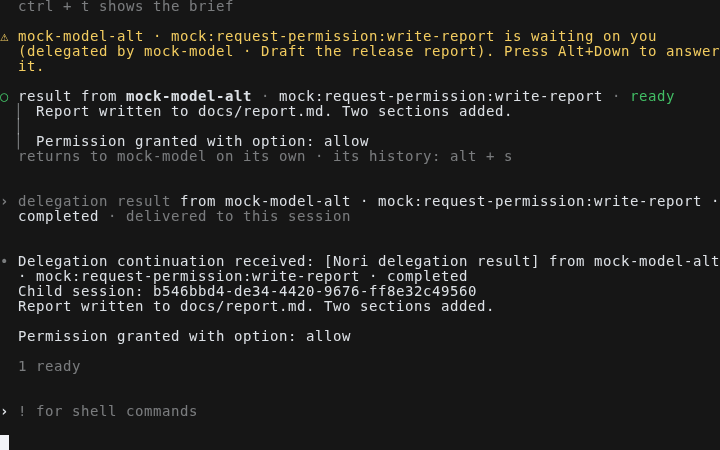 ctrl + t shows the brief
⚠ mock-model-alt · mock:request-permission:write-report is waiting on you
(delegated by mock-model · Draft the release report). Press Alt+Down to answer
it.
○ result from mock-model-alt · mock:request-permission:write-report · ready
│ Report written to docs/report.md. Two sections added.
│
│ Permission granted with option: allow
returns to mock-model on its own · its history: alt + s
› delegation result from mock-model-alt · mock:request-permission:write-report ·
completed · delivered to this session
• Delegation continuation received: [Nori delegation result] from mock-model-alt
· mock:request-permission:write-report · completed
Child session: b546bbd4-de34-4420-9676-ff8e32c49560
Report written to docs/report.md. Two sections added.
Permission granted with option: allow
1 ready
› ! for shell commands